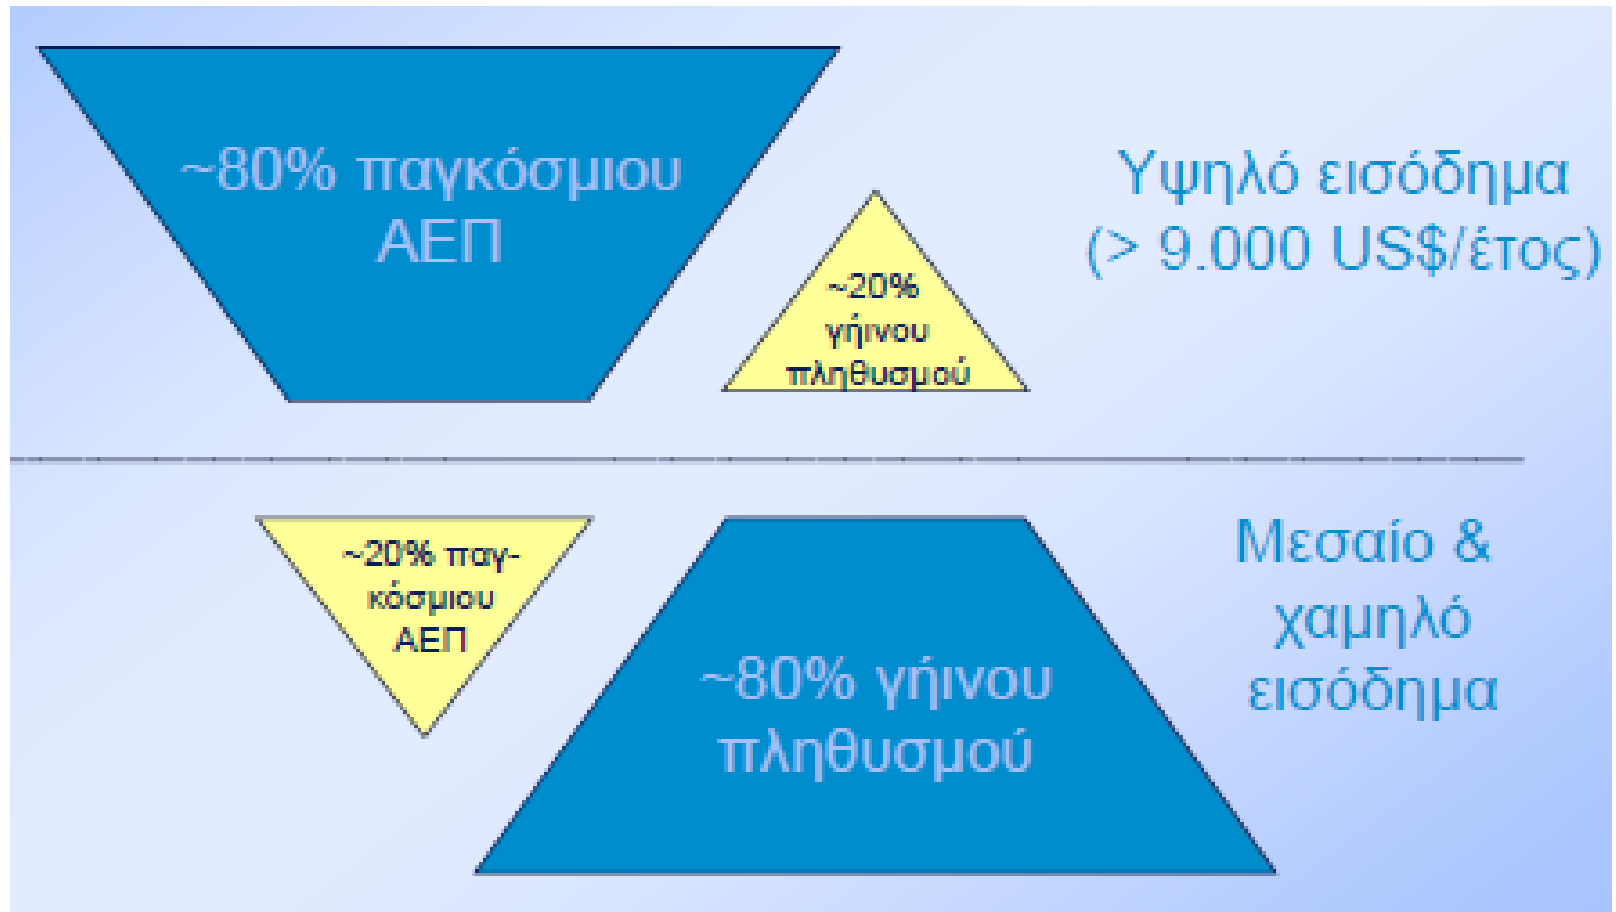 ~80% παγκόσμιου
ΑΕΠ
~20%
γήινου
πληθυσμού
Υψηλό εισόδημα
(> 9.000 US$/έτος)
~20% παγ-
κόσμιου
ΑΕΠ
~80% γήινου
πληθυσμού
Μεσαίο &
χαμηλό
εισόδημα